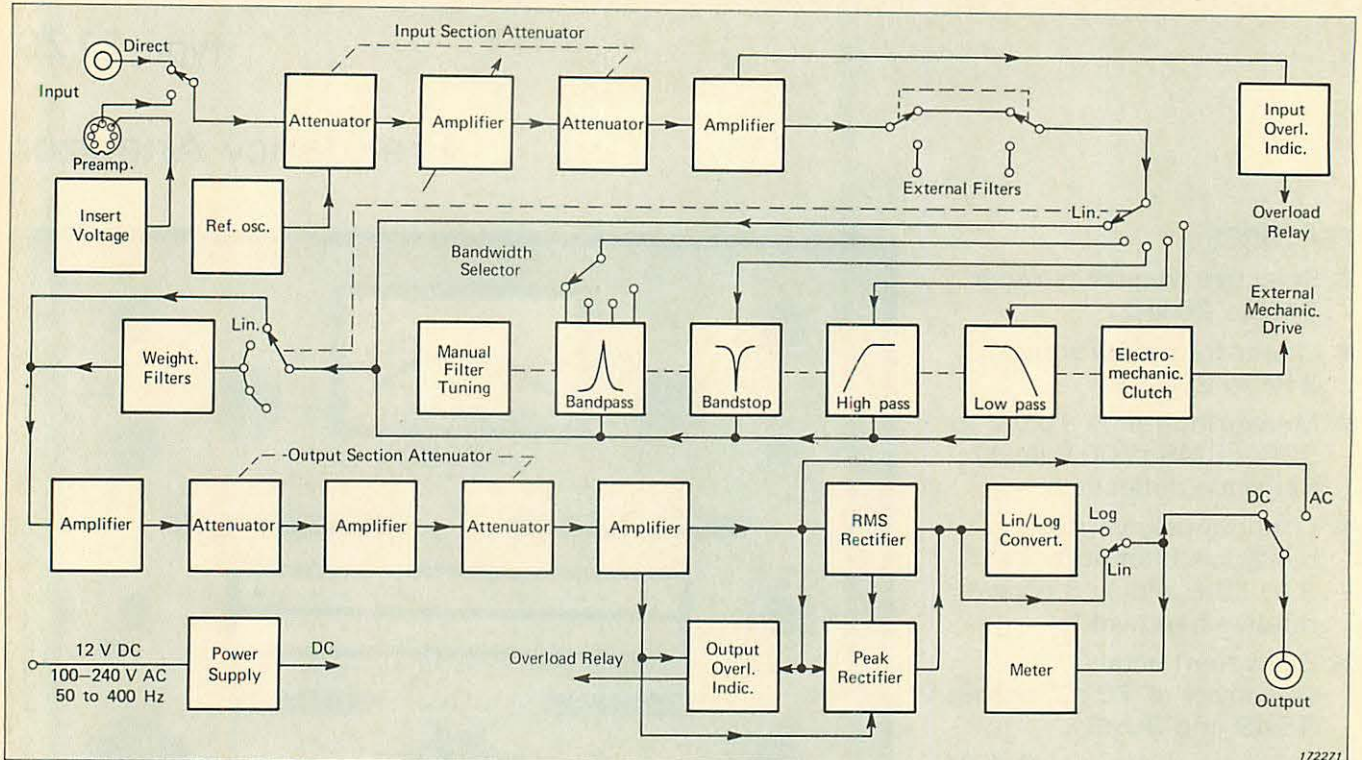 Direct
Input
Preamp.
Insert
Voltage
Ref. osc.
Input Section Attenuator
Attenuator
Amplifier
Attenuator
Amplifier
External Filters
Input
Overl.
Indic.
Overload
Relay
Lin.
Bandwidth
Selector
External
Mechanic.
Drive
Lin.
Weight.
Filters
Manual
Filter
Tuning
Bandpass
Bandstop
High pass
Low pass
Electro-
mechanic.
Clutch
Output Section Attenuator
Amplifier
Attenuator
Amplifier
Attenuator
Amplifier
RMS
Rectifier
Lin/Log
Convert.
Log
Lin
DC
AC
12 V DC
100–240 V AC
50 to 400 Hz
Power
Supply
DC
Overload Relay
Output
Overl.
Indic.
Peak
Rectifier
Meter
Output
172271